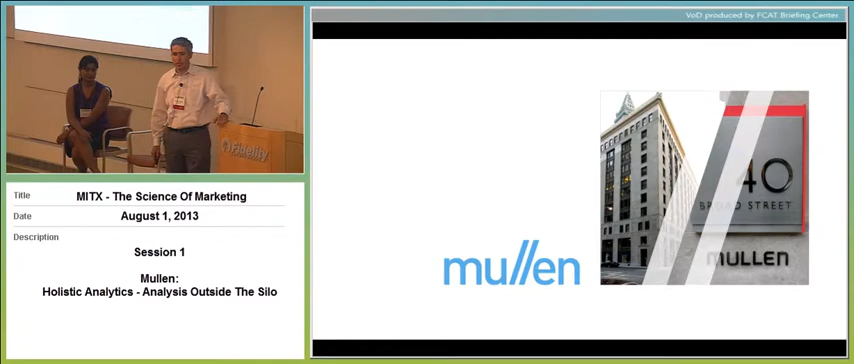 VoD produced by FCAT Briefing Center
Fidelity
Title MITX - The Science Of Marketing
Date August 1, 2013
Description
Session 1
Mullen:
Holistic Analytics - Analysis Outside The Silo
mullen
40
BROAD STREET
MULLEN